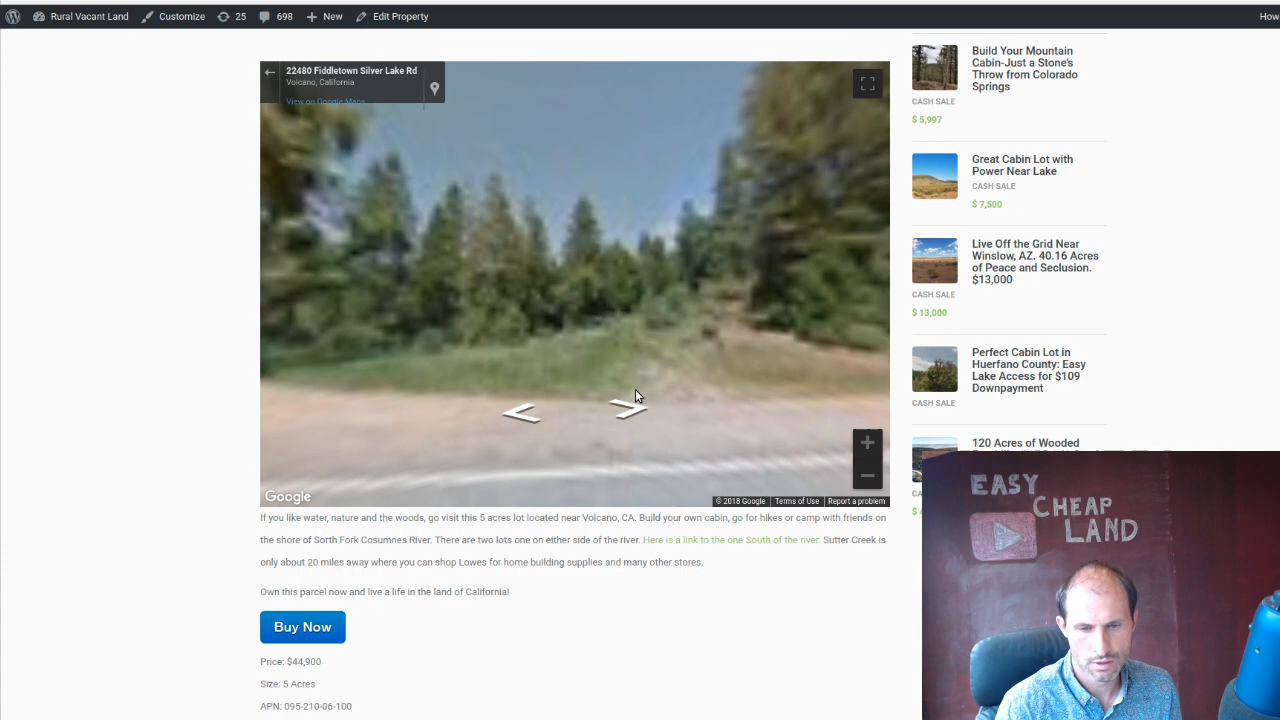 Rural Vacant Land
Customize
25
698
New
Edit Property
How
22480 Fiddletown Silver Lake Rd
Volcano, California
View on Google Maps
Google
© 2018 Google
Terms of Use
Report a problem
If you like water, nature and the woods, go visit this 5 acres lot located near Volcano, CA. Build your own cabin, go for hikes or camp with friends on
the shore of Sorth Fork Cosumnes River. There are two lots one on either side of the river. Here is a link to the one South of the river. Sutter Creek is
only about 20 miles away where you can shop Lowes for home building supplies and many other stores.
Own this parcel now and live a life in the land of California!
Buy Now
Price: $44,900
Size: 5 Acres
APN: 095-210-06-100
Build Your Mountain
Cabin-Just a Stone's
Throw from Colorado
Springs
CASH SALE
$ 5,997
Great Cabin Lot with
Power Near Lake
CASH SALE
$ 7,500
Live Off the Grid Near
Winslow, AZ. 40.16 Acres
of Peace and Seclusion.
$13,000
CASH SALE
$ 13,000
Perfect Cabin Lot in
Huerfano County: Easy
Lake Access for $109
Downpayment
CASH SALE
120 Acres of Wooded
EASY
CHEAP
LAND